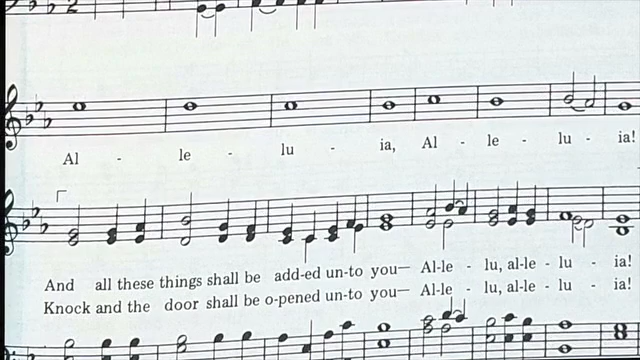 2
Al - le - lu - ia, Al - le - lu - ia!
And all these things shall be add-ed un-to you— Al-le - lu, al-le - lu - ia!
Knock and the door shall be o-pened un-to you— Al-le - lu, al-le - lu - ia!